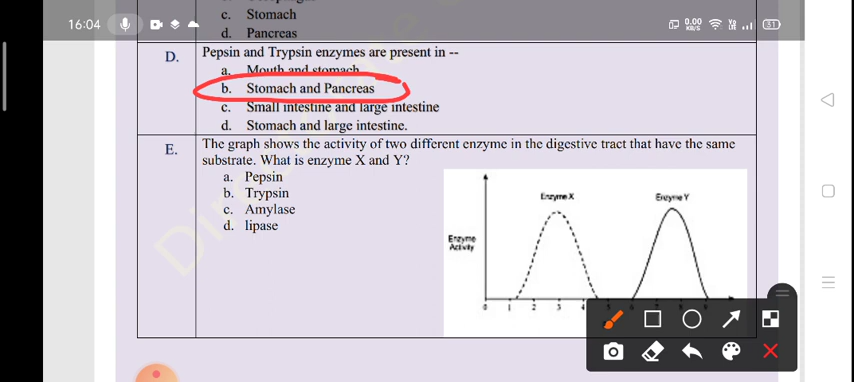 16:04
0.00
KB/S
31
c. Stomach
d. Pancreas
D. Pepsin and Trypsin enzymes are present in --
a. Mouth and stomach
b. Stomach and Pancreas
c. Small intestine and large intestine
d. Stomach and large intestine.
E. The graph shows the activity of two different enzyme in the digestive tract that have the same
substrate. What is enzyme X and Y?
a. Pepsin
b. Trypsin
c. Amylase
d. lipase
Enzyme X
Enzyme Y
Enzyme
Activity
0 1 2 3 4